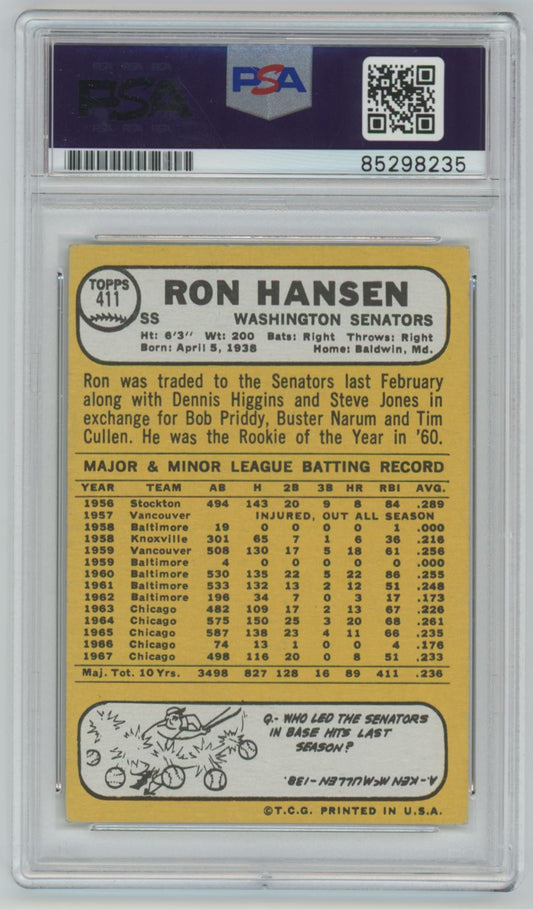 PSA
PSA
85298235
TOPPS
411
RON HANSEN
SS WASHINGTON SENATORS
Ht: 6'3" Wt: 200 Bats: Right Throws: Right
Born: April 5, 1938 Home: Baldwin, Md.
Ron was traded to the Senators last February
along with Dennis Higgins and Steve Jones in
exchange for Bob Priddy, Buster Narum and Tim
Cullen. He was the Rookie of the Year in '60.
MAJOR & MINOR LEAGUE BATTING RECORD
YEAR TEAM AB H 2B 3B HR RBI AVG.
1956 Stockton 494 143 20 9 8 84 .289
1957 Vancouver INJURED, OUT ALL SEASON
1958 Baltimore 19 0 0 0 0 1 .000
1958 Knoxville 301 65 7 1 6 36 .216
1959 Vancouver 508 130 17 5 18 61 .256
1959 Baltimore 4 0 0 0 0 0 .000
1960 Baltimore 530 135 22 5 22 86 .255
1961 Baltimore 533 132 13 2 12 51 .248
1962 Baltimore 196 34 7 0 3 17 .173
1963 Chicago 482 109 17 2 13 67 .226
1964 Chicago 575 150 25 3 20 68 .261
1965 Chicago 587 138 23 4 11 66 .235
1966 Chicago 74 13 1 0 0 4 .176
1967 Chicago 498 116 20 0 8 51 .233
Maj. Tot. 10 Yrs. 3498 827 128 16 89 411 .236
Q.- WHO LED THE SENATORS
IN BASE HITS LAST
SEASON?
A.- KEN McMULLEN - 138.
©T.C.G. PRINTED IN U.S.A.